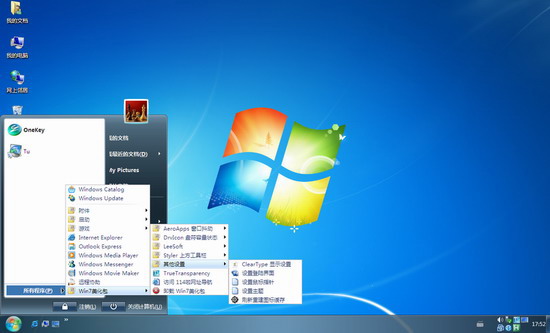 我的文档
我的电脑
网上邻居
OneKey
Tu
的文档
最近的文档(D)
My Pictures
Windows Catalog
Windows Update
附件
启动
游戏
Internet Explorer
Outlook Express
Windows Media Player
Windows Messenger
Windows Movie Maker
远程协助
Win7美化包
AeroApps 窗口抖动
DrvIcon 盘符容量状态
LeeSoft
Styler 上方工具栏
其他设置
TrueTransparency
访问 114的网址导航
卸载 Win7美化包
ClearType 显示设置
设置登陆界面
设置鼠标指针
设置主题
刷新重建图标缓存
所有程序(P)
注销(L)
关闭计算机(U)
17:52